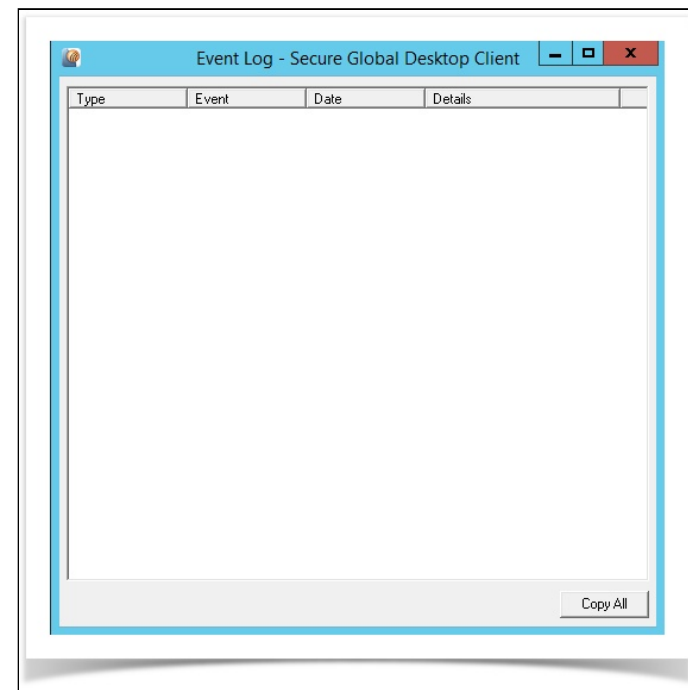 Event Log - Secure Global Desktop Client
Type Event Date Details
Copy All